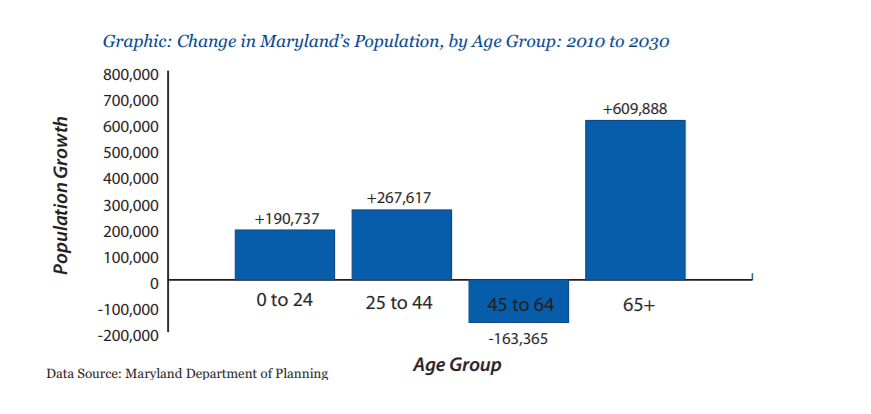 Graphic: Change in Maryland's Population, by Age Group: 2010 to 2030
800,000
700,000
600,000
500,000
400,000
300,000
200,000
100,000
0
-100,000
-200,000
Population Growth
+190,737
+267,617
-163,365
+609,888
0 to 24
25 to 44
45 to 64
65+
Age Group
Data Source: Maryland Department of Planning